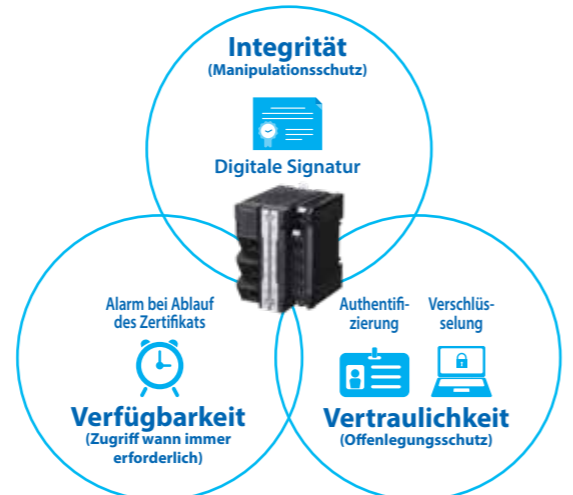 Integrität
(Manipulationsschutz)
Digitale Signatur
Alarm bei Ablauf
des Zertifikats
Verfügbarkeit
(Zugriff wann immer
erforderlich)
Authentifi-
zierung
Verschlüs-
selung
Vertraulichkeit
(Offenlegungsschutz)